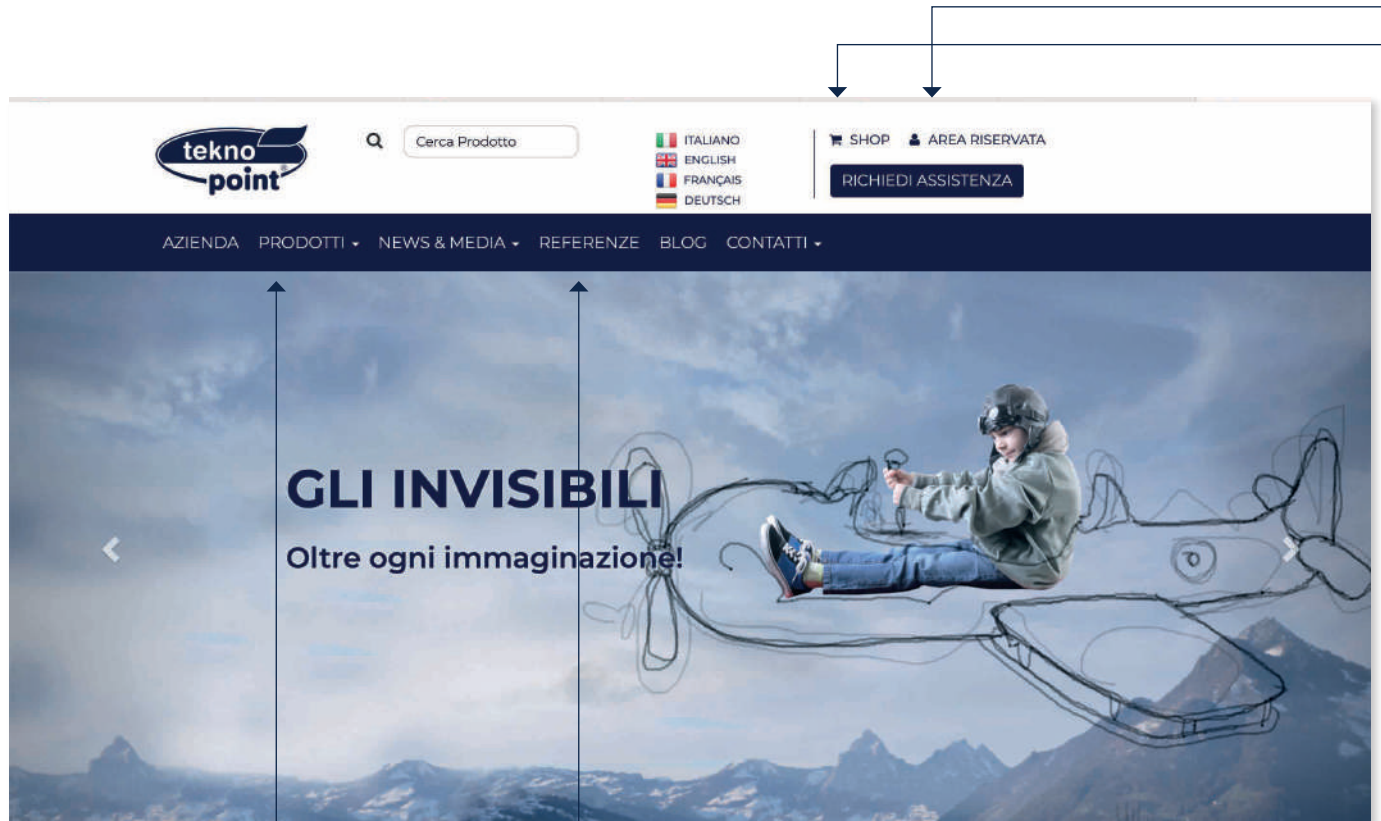 tekno
point®
Cerca Prodotto
ITALIANO
ENGLISH
FRANÇAIS
DEUTSCH
SHOP AREA RISERVATA
RICHIEDI ASSISTENZA
AZIENDA PRODOTTI NEWS & MEDIA REFERENZE BLOG CONTATTI
GLI INVISIBILI
Oltre ogni immaginazione!